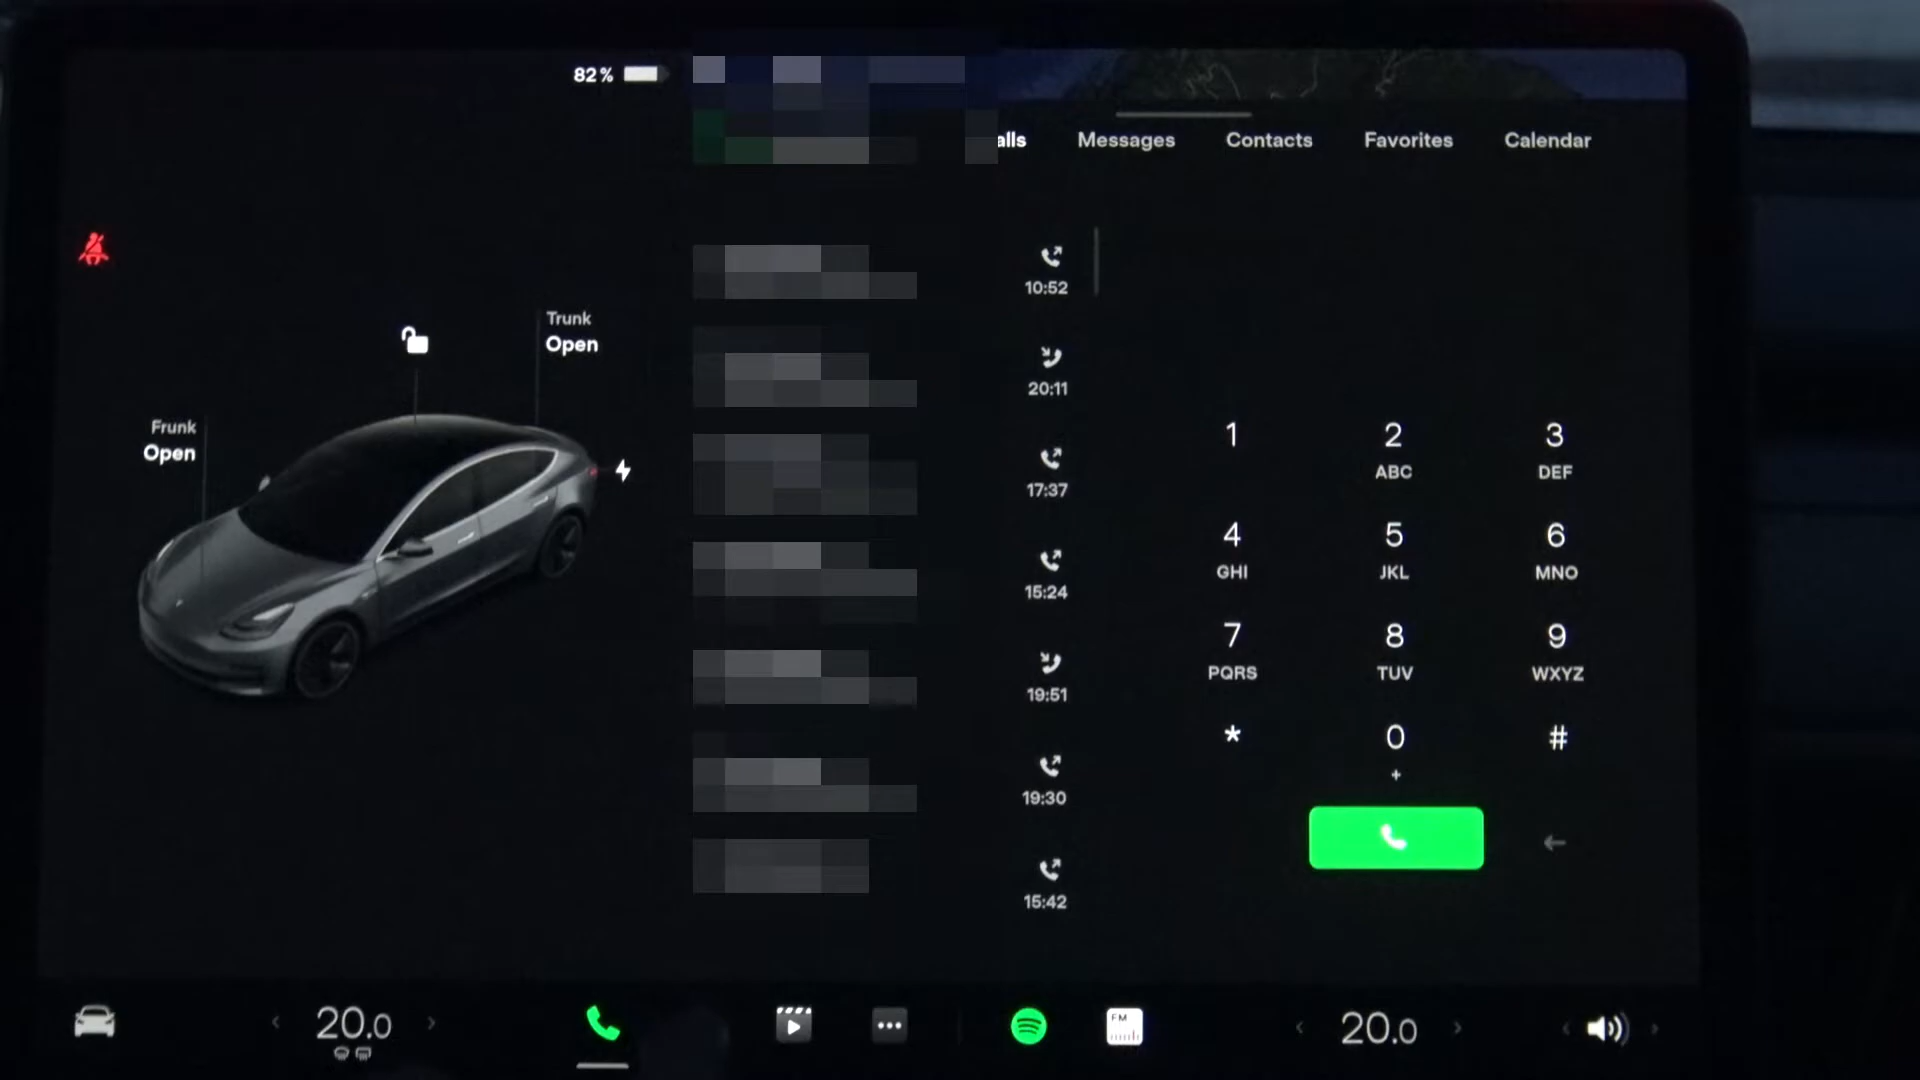 82%
alls Messages Contacts Favorites Calendar
Trunk
Open
Frunk
Open
10:52
20:11
17:37
15:24
19:51
19:30
15:42
1 2 3
ABC DEF
4 5 6
GHI JKL MNO
7 8 9
PQRS TUV WXYZ
* 0 #
+
20.0
FM
20.0